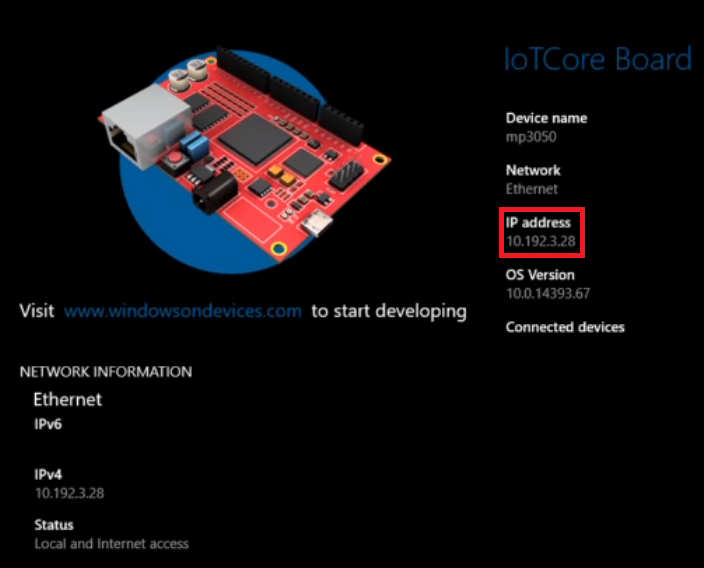 IoTCore Board
Device name
mp3050
Network
Ethernet
IP address
10.192.3.28
OS Version
10.0.14393.67
Connected devices
Visit www.windowsondevices.com to start developing
NETWORK INFORMATION
Ethernet
IPv6
IPv4
10.192.3.28
Status
Local and Internet access